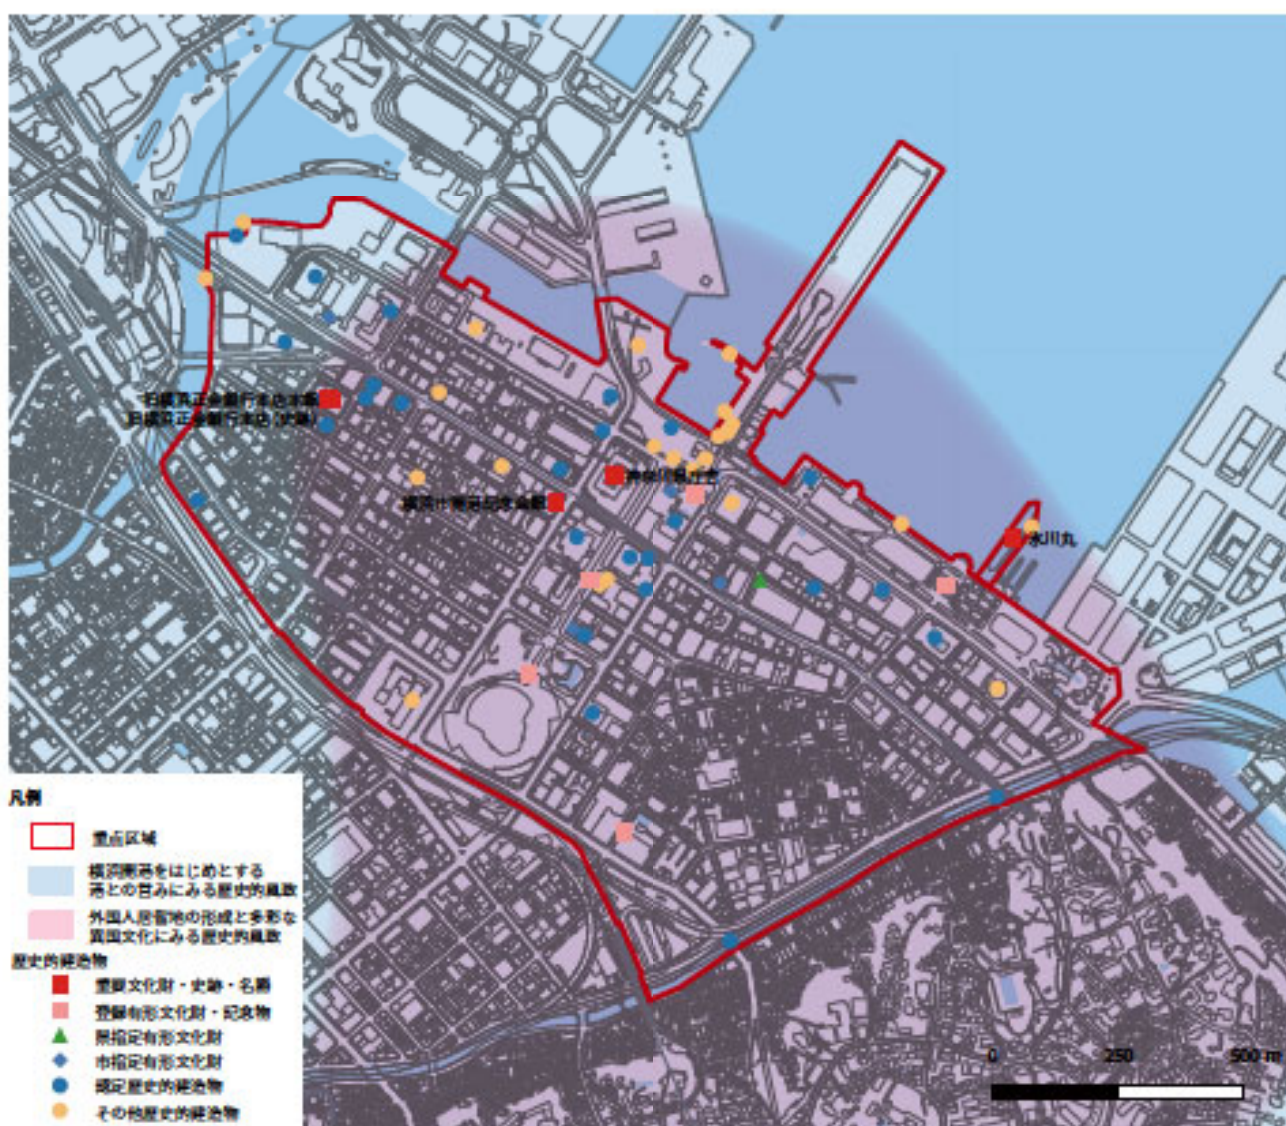 旧横浜正金銀行本店本館
旧横浜正金銀行本店(史跡)
神奈川県庁舎
横浜市開港記念会館
氷川丸
凡例
重点区域
横浜開港をはじめとする
港との営みにみる歴史的風致
外国人居留地の形成と多彩な
異国文化にみる歴史的風致
歴史的建造物
重要文化財・史跡・名勝
登録有形文化財・記念物
県指定有形文化財
市指定有形文化財
認定歴史的建造物
その他歴史的建造物
0 250 500 m